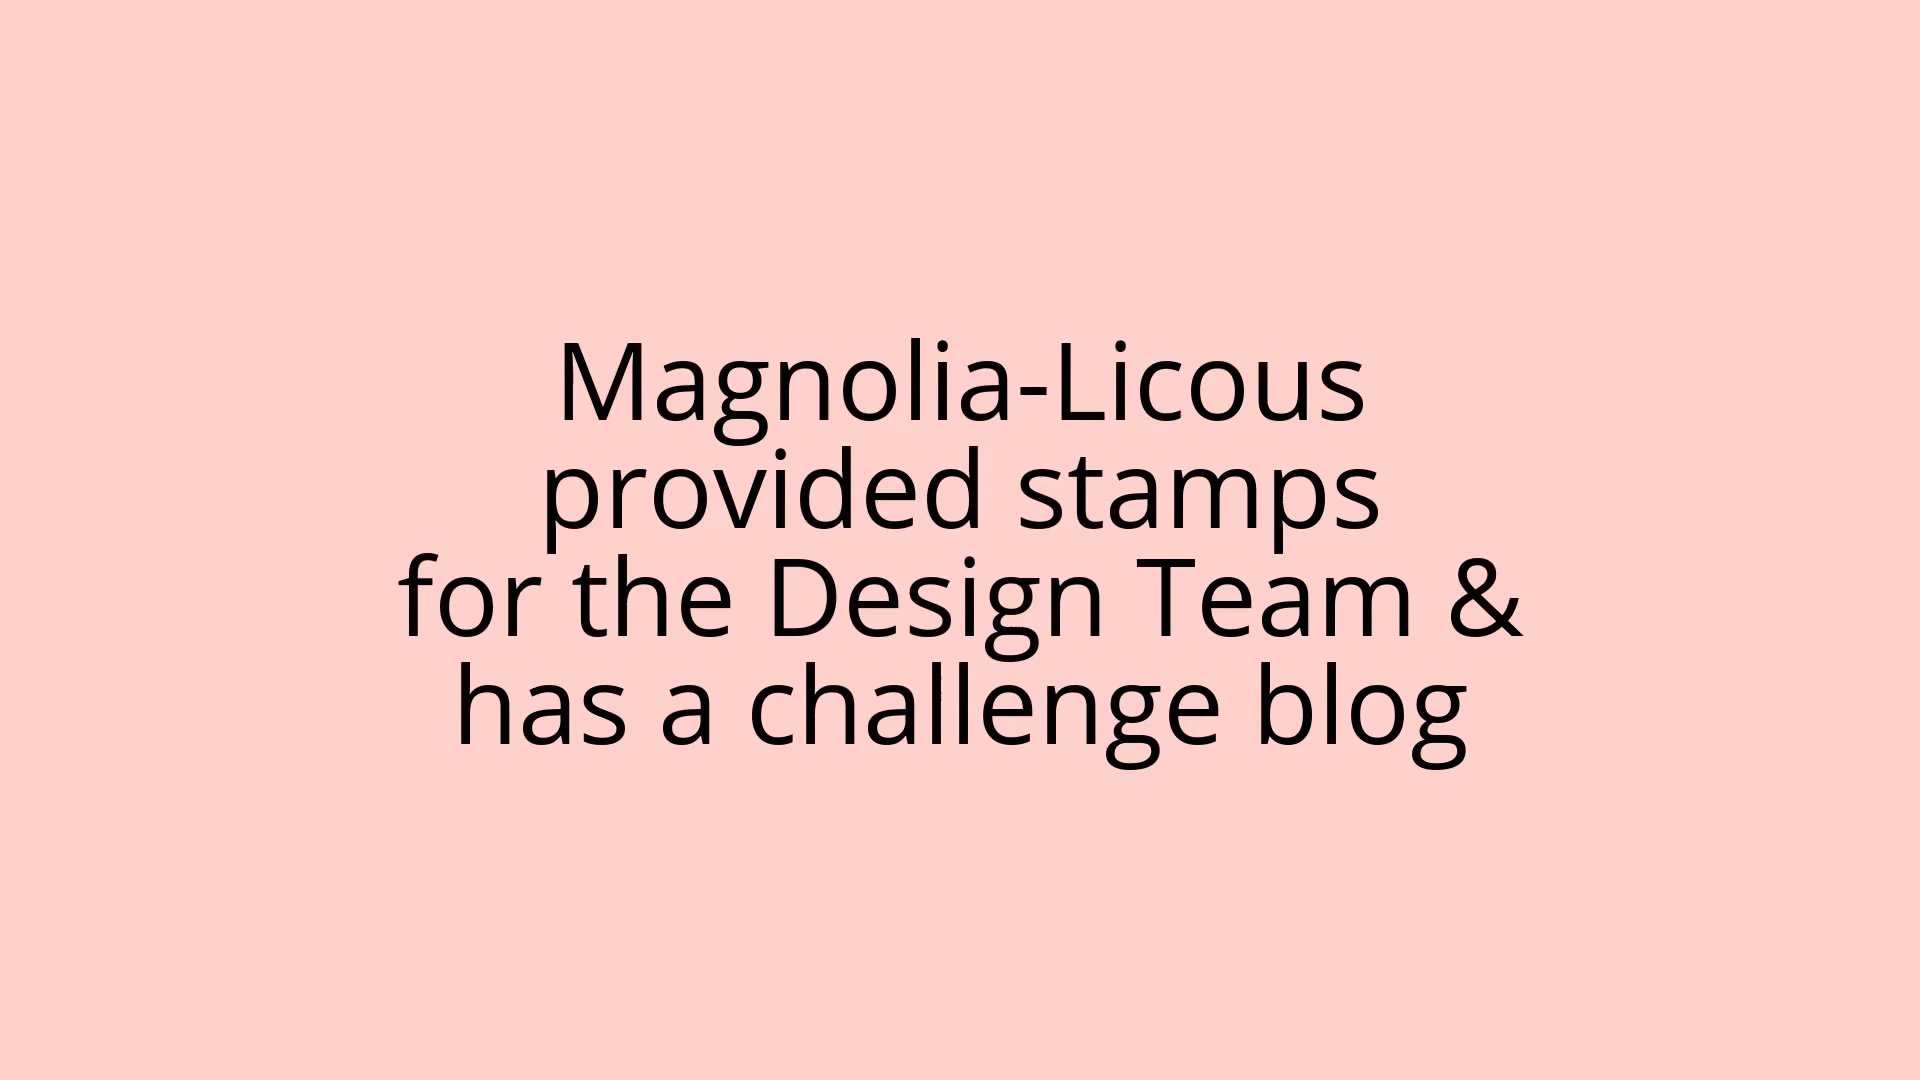 Magnolia-Licous
provided stamps
for the Design Team &
has a challenge blog